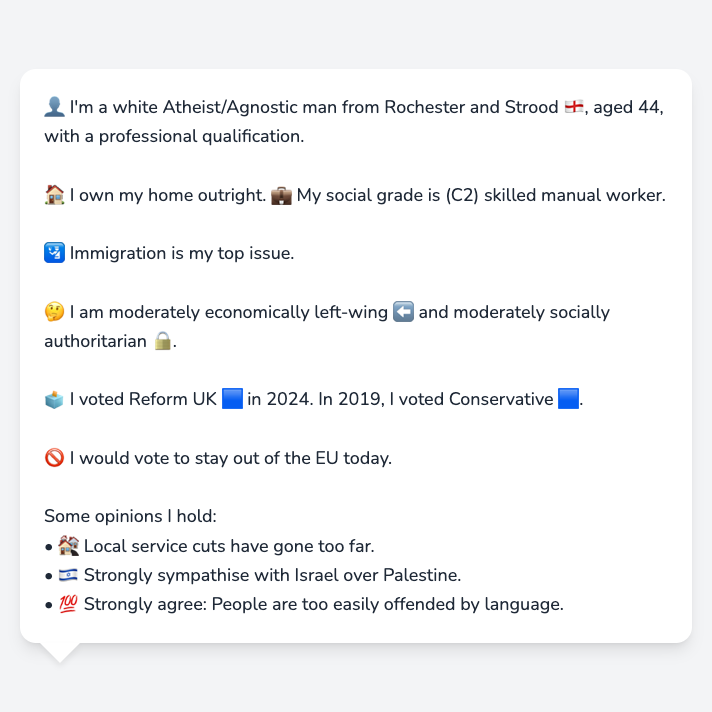 👤 I'm a white Atheist/Agnostic man from Rochester and Strood 🏴󠁧󠁢󠁥󠁮󠁧󠁿, aged 44,
with a professional qualification.
🏠 I own my home outright. 💼 My social grade is (C2) skilled manual worker.
🛂 Immigration is my top issue.
🤔 I am moderately economically left-wing ⬅️ and moderately socially
authoritarian 🔒.
🗳️ I voted Reform UK 🟦 in 2024. In 2019, I voted Conservative 🟦.
🚫 I would vote to stay out of the EU today.
Some opinions I hold:
• 🏚️ Local service cuts have gone too far.
• 🇮🇱 Strongly sympathise with Israel over Palestine.
• 💯 Strongly agree: People are too easily offended by language.